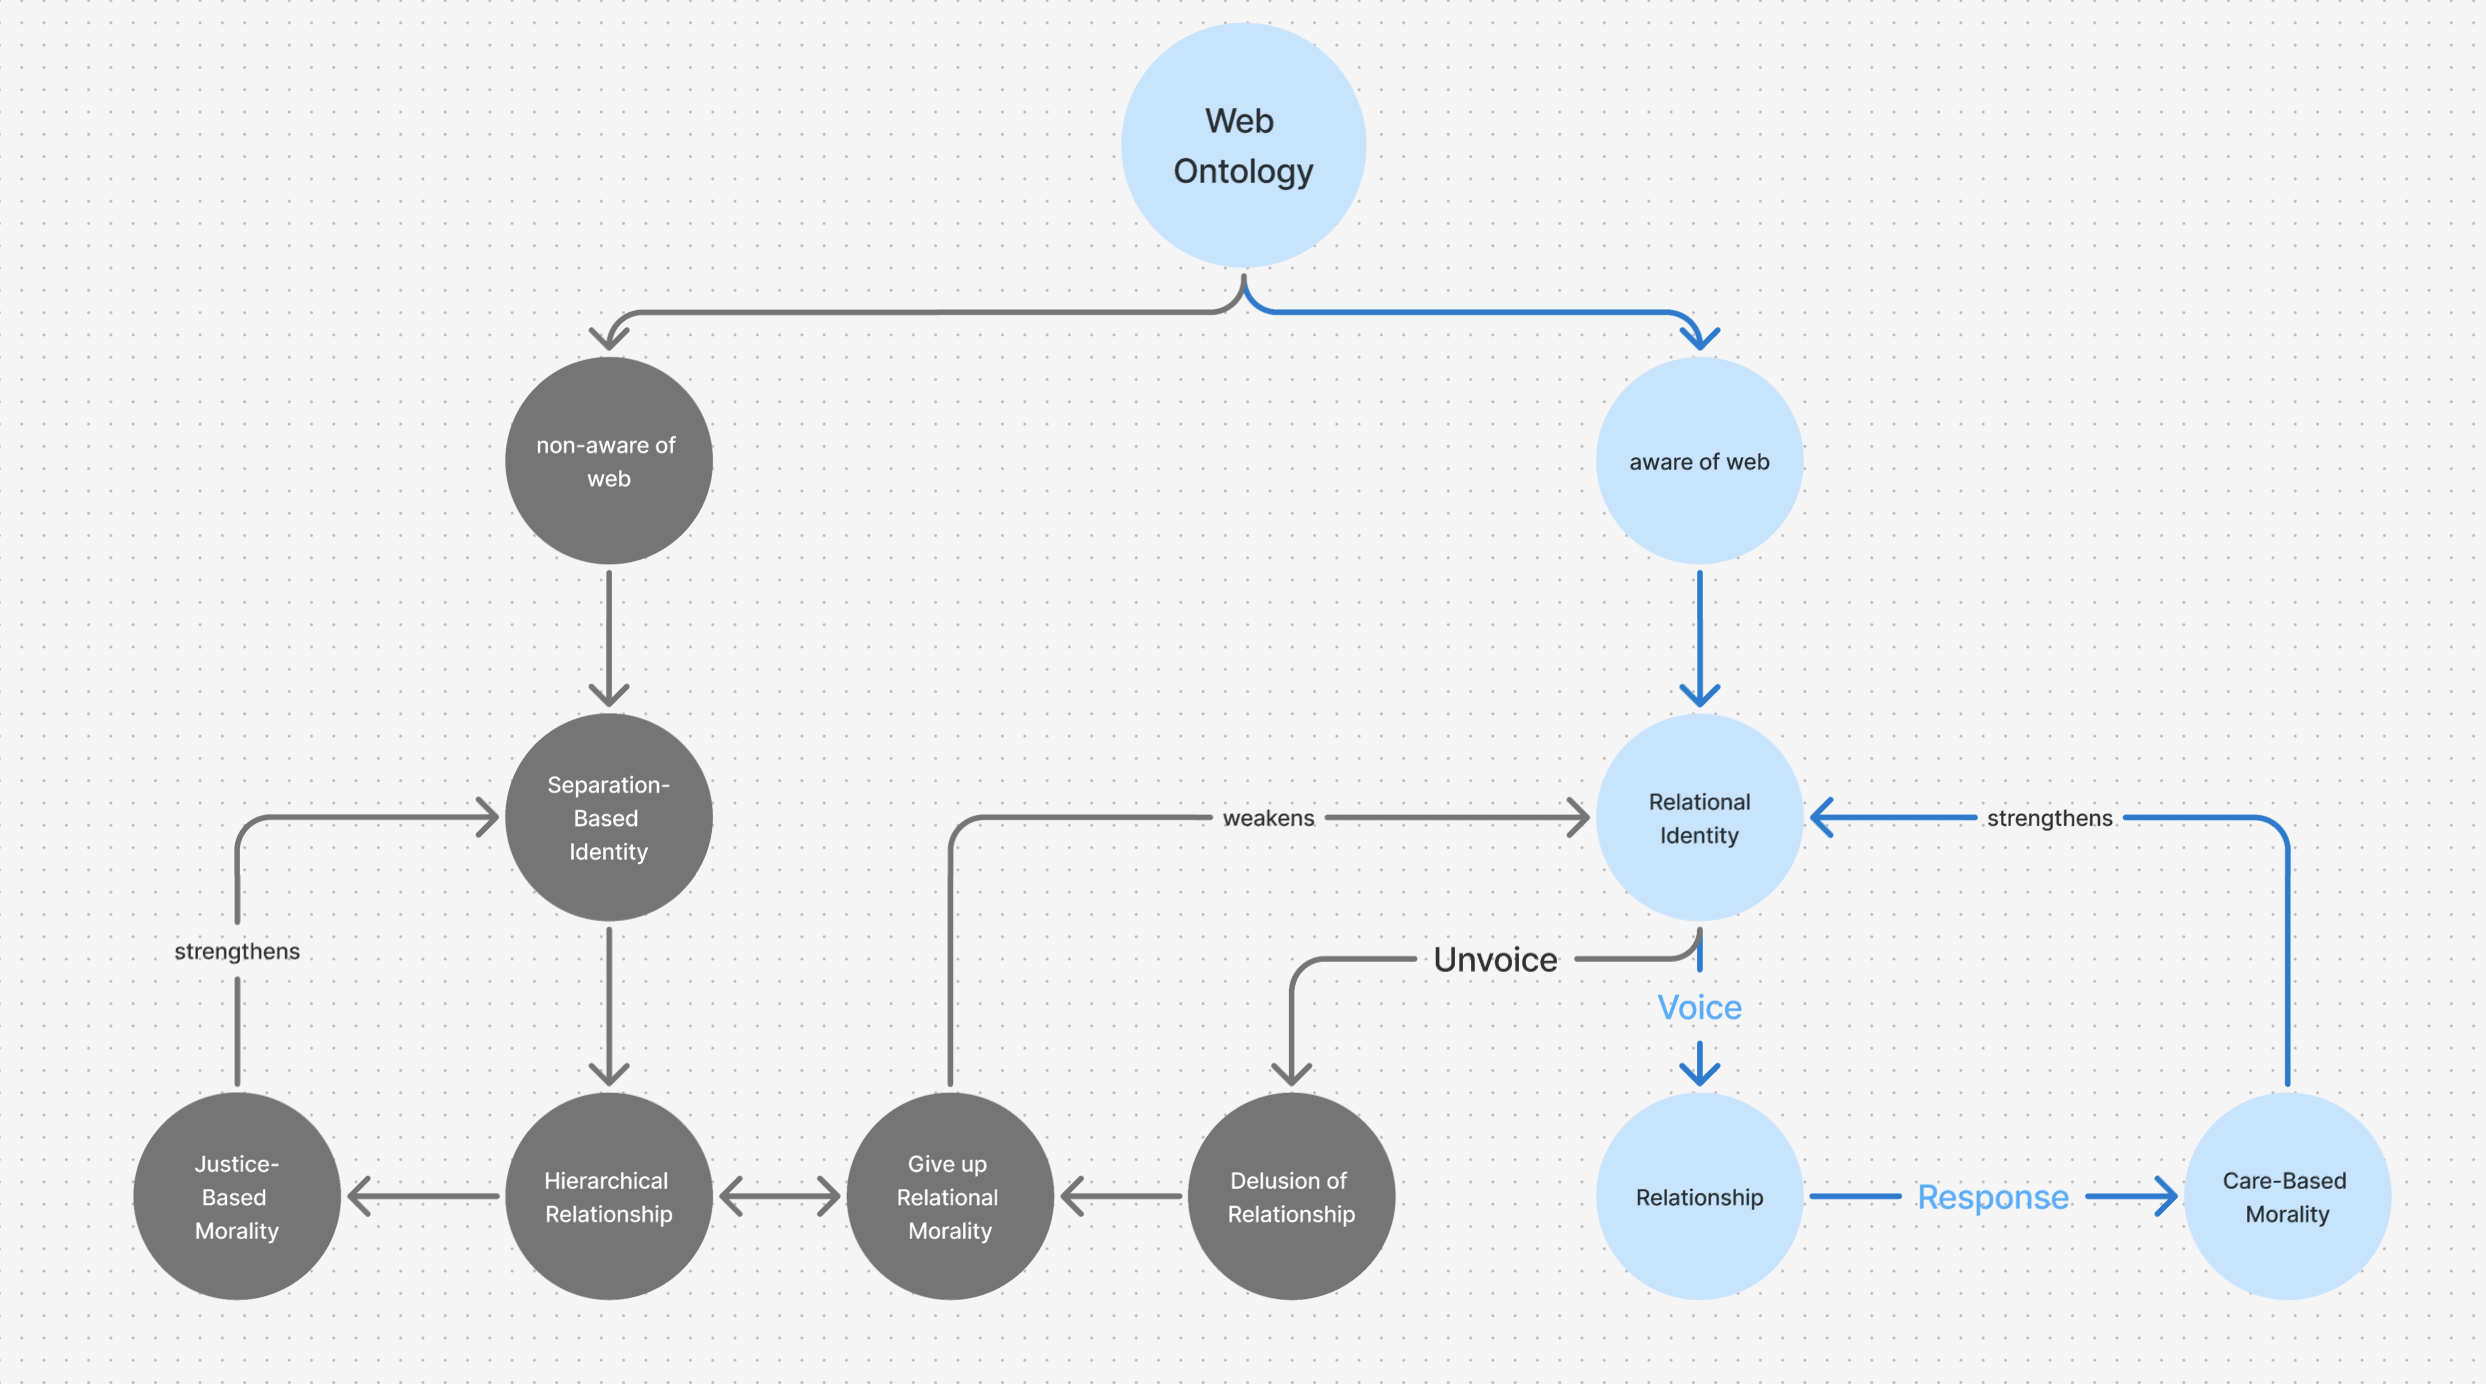 Web
Ontology
non-aware of
web
aware of web
Separation-
Based
Identity
weakens
Relational
Identity
strengthens
strengthens
Unvoice
Voice
Justice-
Based
Morality
Hierarchical
Relationship
Give up
Relational
Morality
Delusion of
Relationship
Relationship
Response
Care-Based
Morality